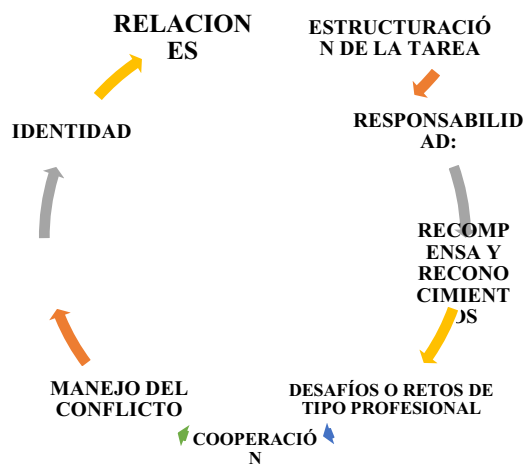 RELACION
ES
ESTRUCTURACIÓ
N DE LA TAREA
RESPONSABILID
AD:
RECOMP
ENSA Y
RECONO
CIMIENT
OS
DESAFÍOS O RETOS DE
TIPO PROFESIONAL
COOPERACIÓ
N
MANEJO DEL
CONFLICTO
IDENTIDAD